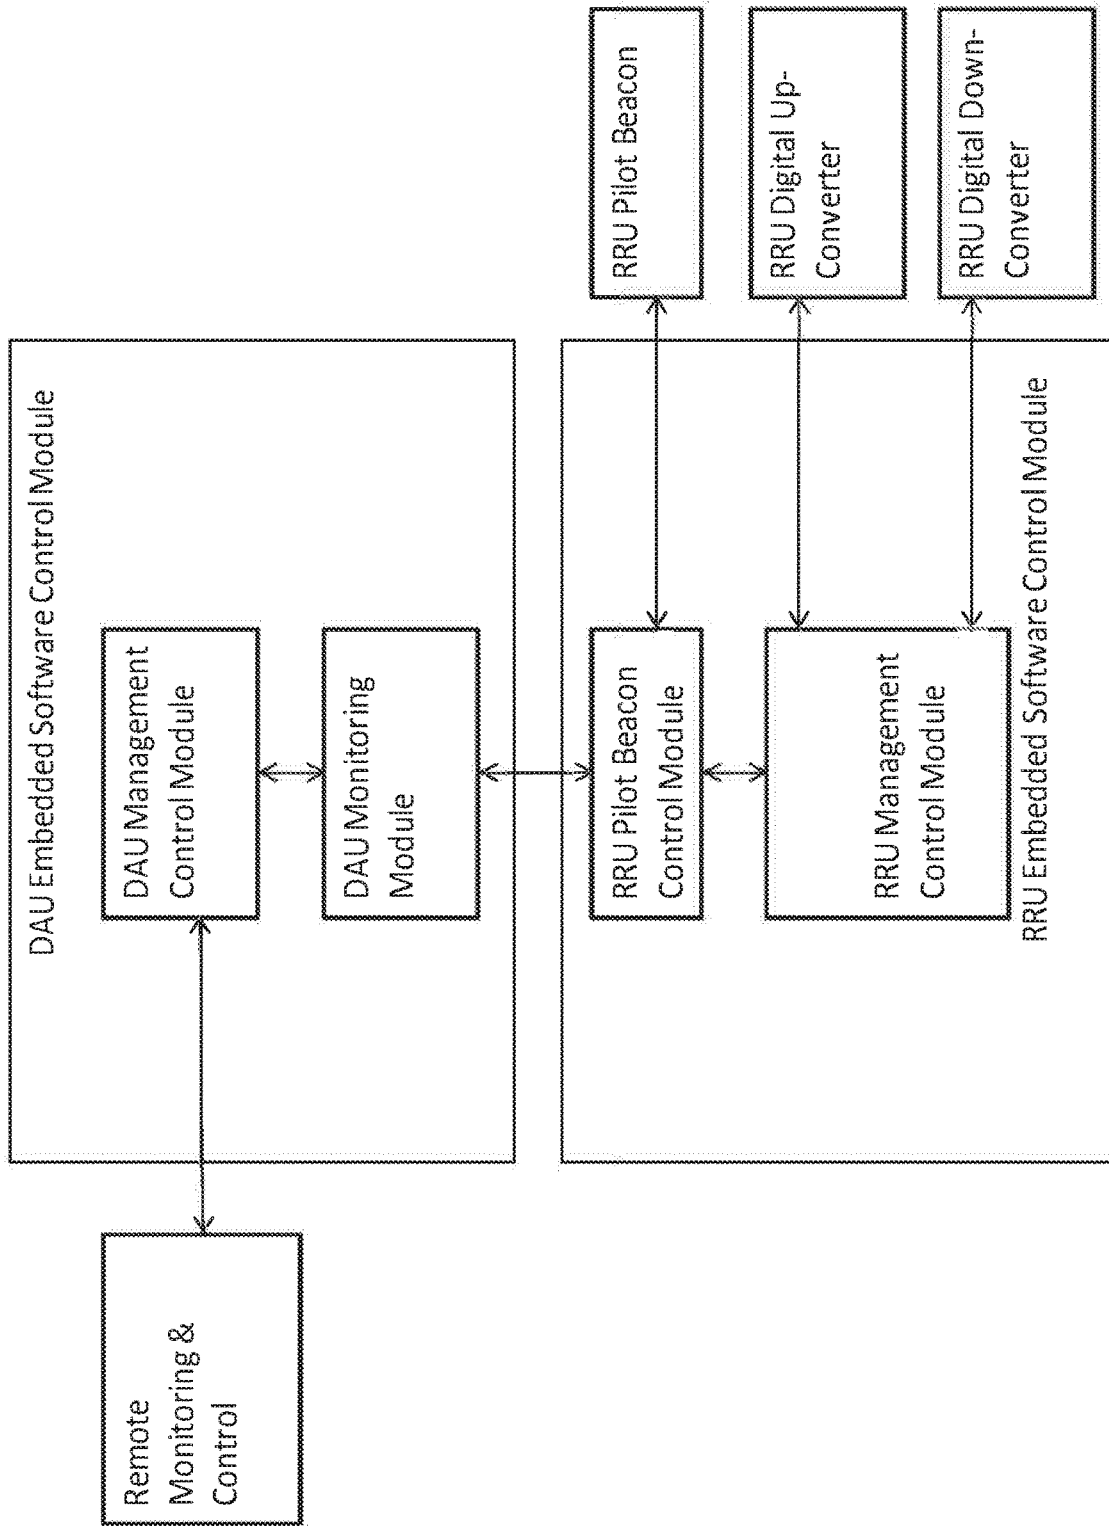 DAU Embedded Software Control Module
DAU Management
Control Module
DAU Monitoring
Module
Remote
Monitoring &
Control
RRU Pilot Beacon
Control Module
RRU Management
Control Module
RRU Embedded Software Control Module
RRU Pilot Beacon
RRU Digital Up-
Converter
RRU Digital Down-
Converter